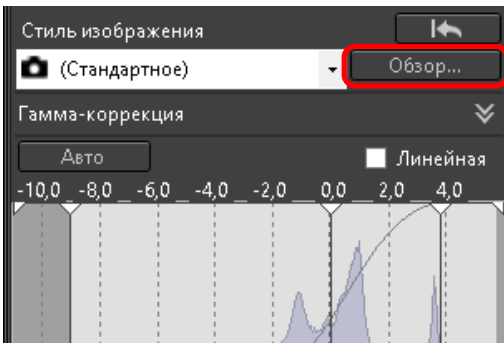 Стиль изображения
(Стандартное) Обзор...
Гамма-коррекция
Авто Линейная
-10,0 -8,0 -6,0 -4,0 -2,0 0,0 2,0 4,0